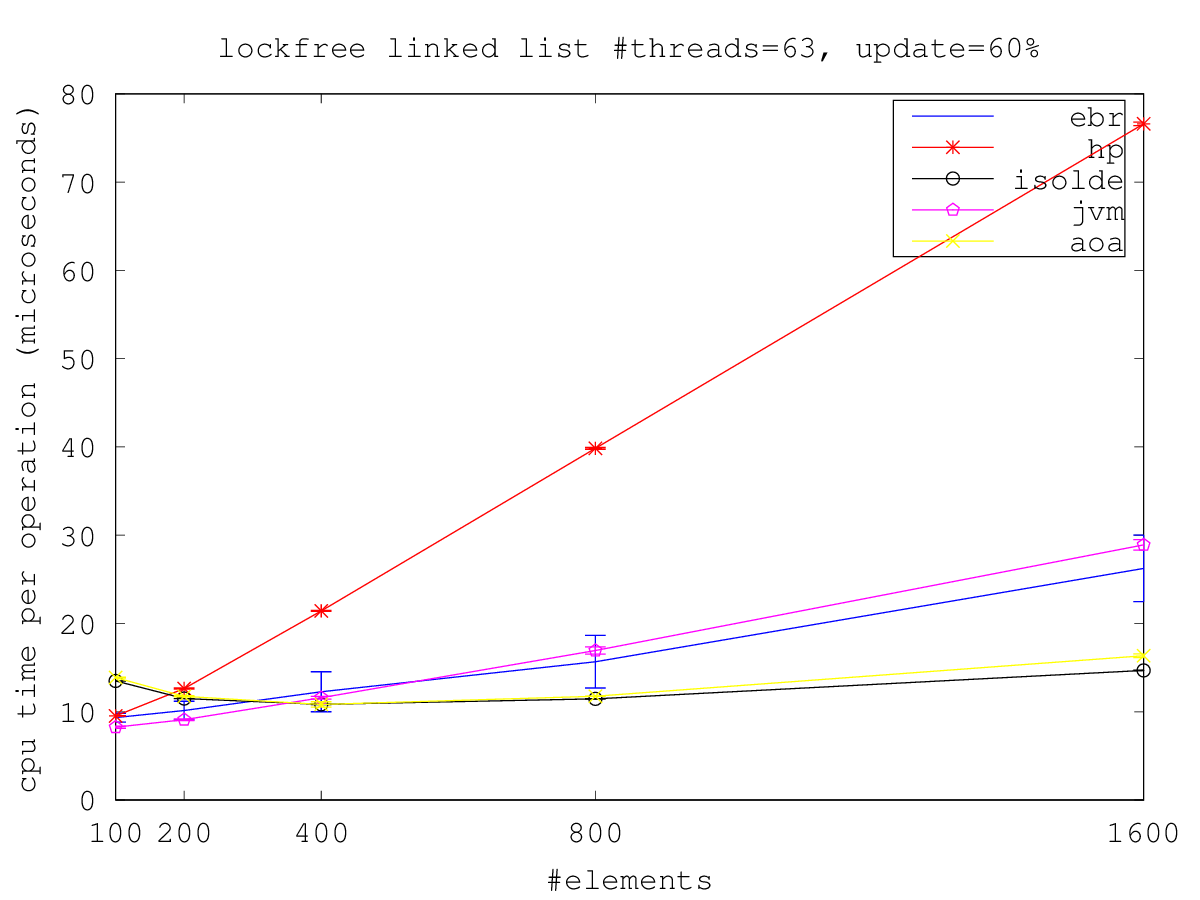 lockfree linked list #threads=63, update=60%
80
70
60
50
40
30
20
10
0
cpu time per operation (microseconds)
ebr
hp
isolde
jvm
aoa
100 200 400 800 1600
#elements